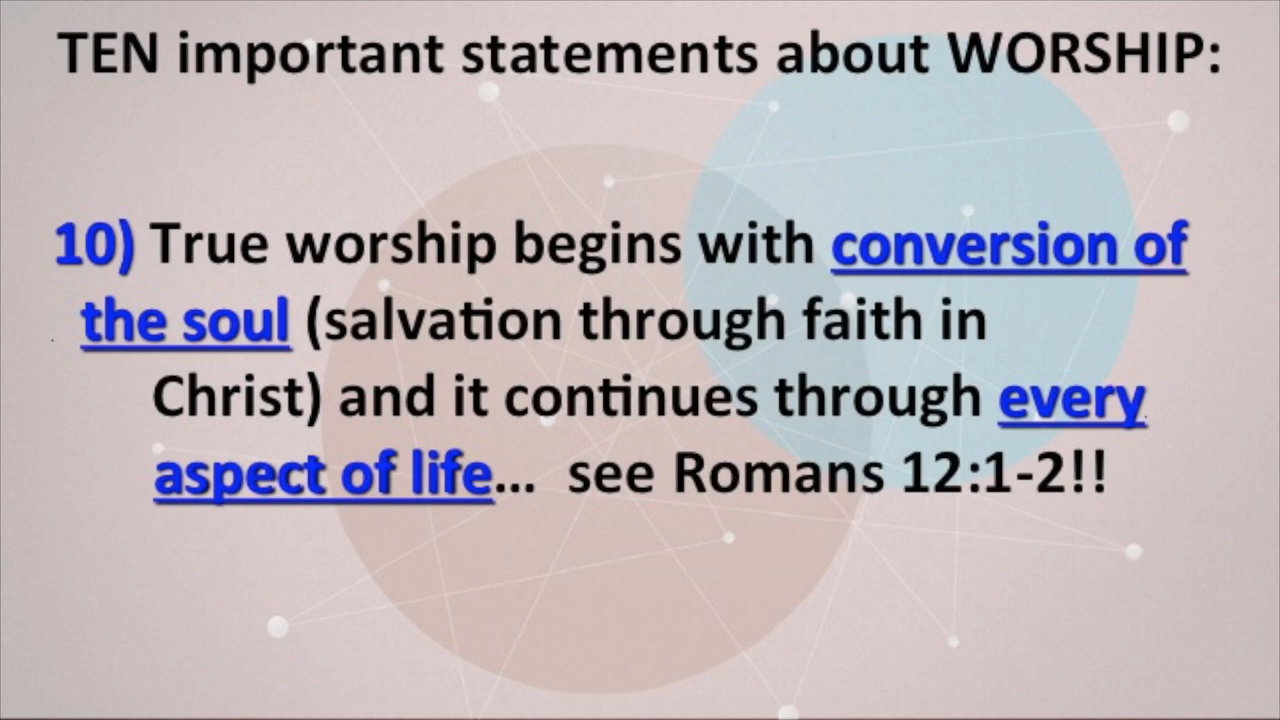 TEN important statements about WORSHIP:
10) True worship begins with conversion of
the soul (salvation through faith in
Christ) and it continues through every
aspect of life... see Romans 12:1-2!!